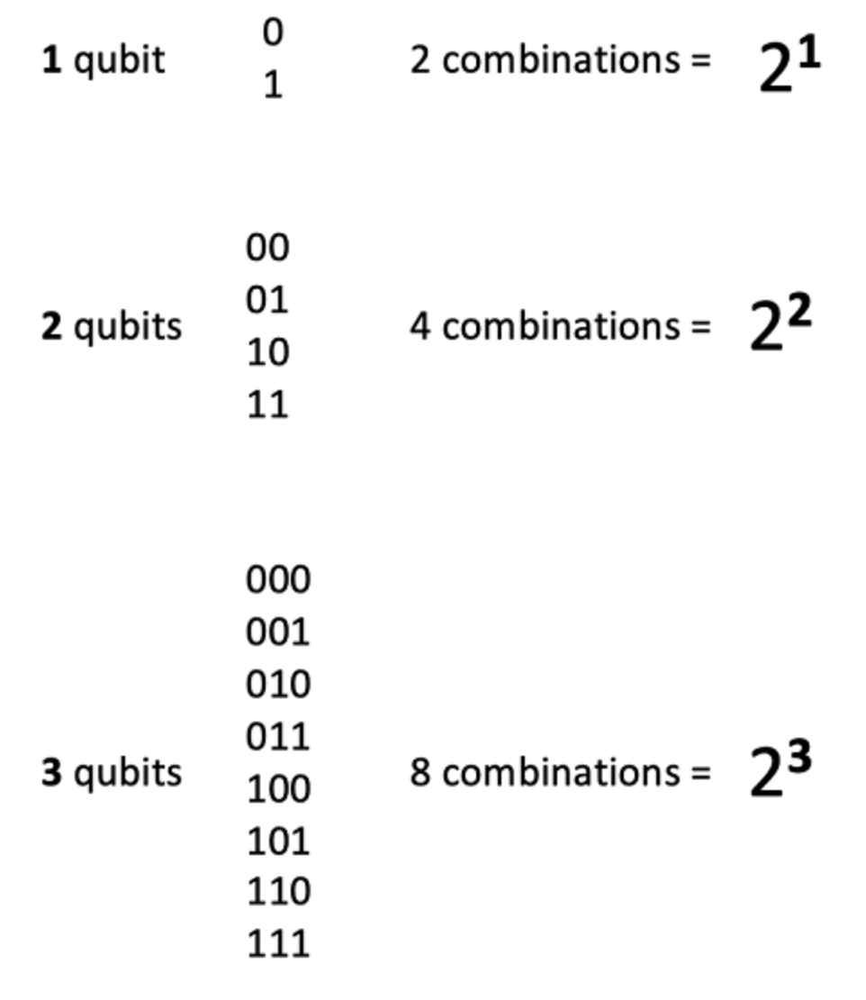 1 qubit
0
1
2 combinations = 2¹
2 qubits
00
01
10
11
4 combinations = 2²
3 qubits
000
001
010
011
100
101
110
111
8 combinations = 2³